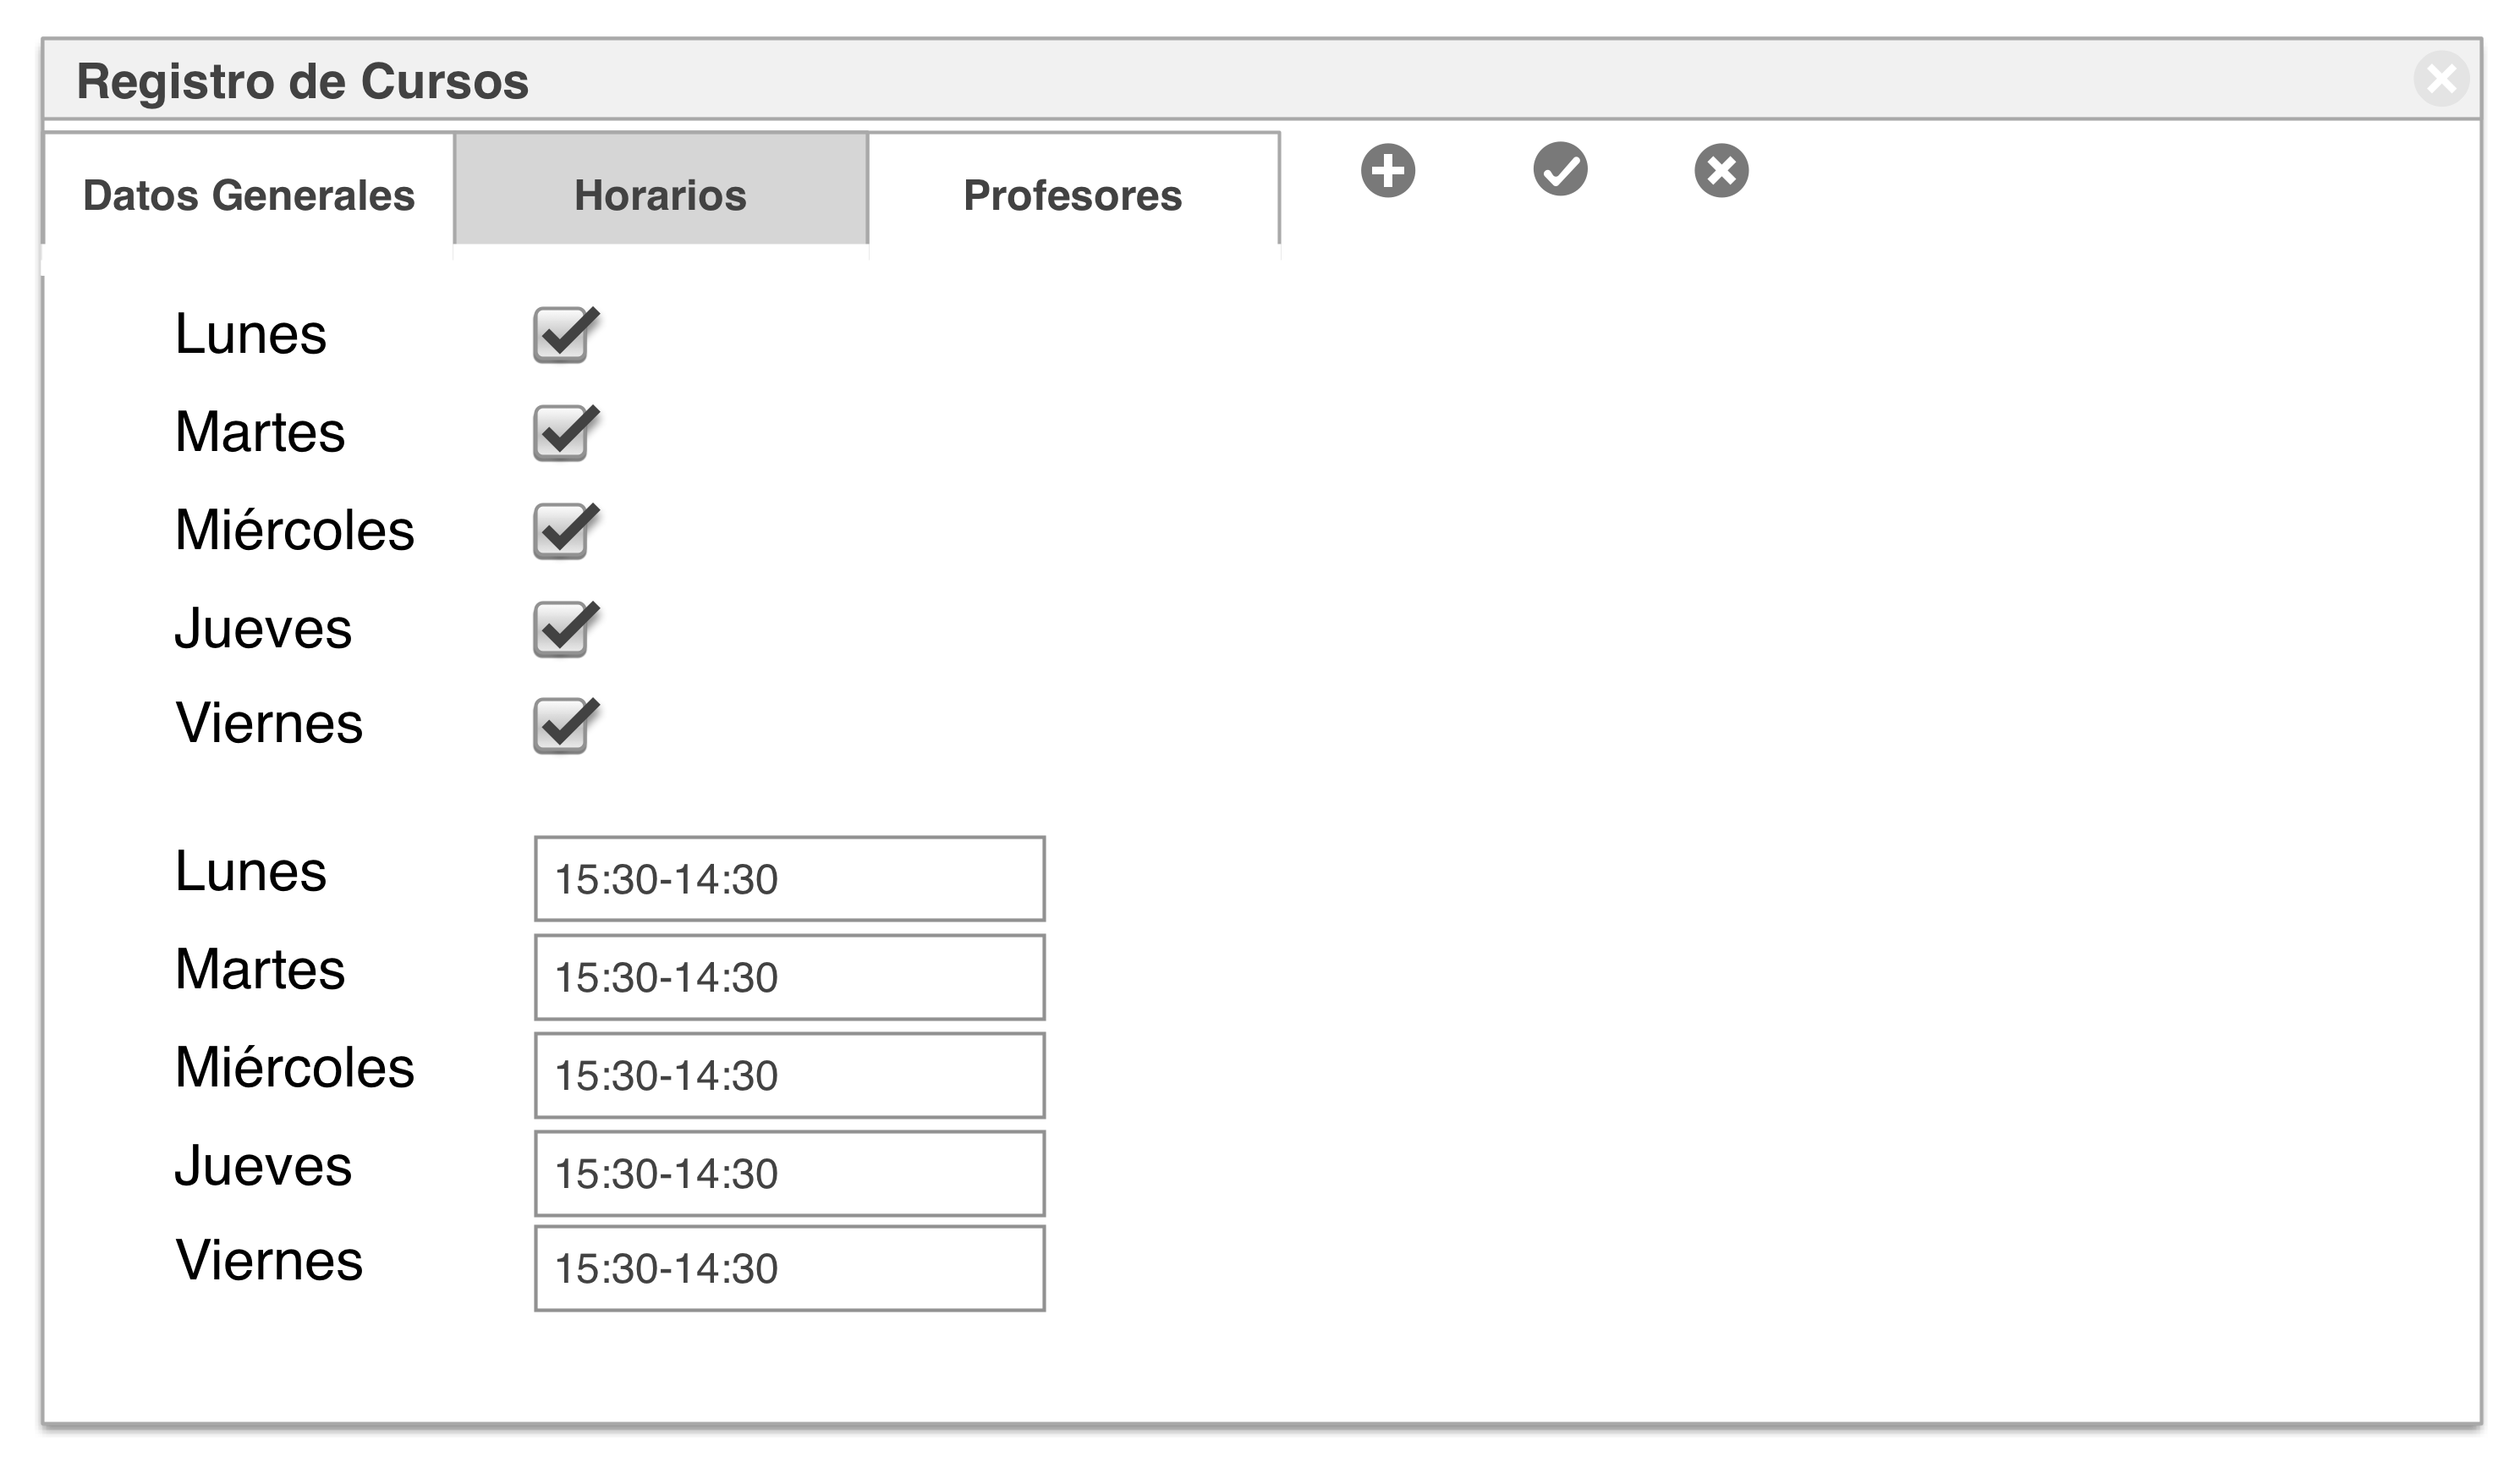 Registro de Cursos
Datos Generales Horarios Profesores
Lunes
Martes
Miércoles
Jueves
Viernes
Lunes 15:30-14:30
Martes 15:30-14:30
Miércoles 15:30-14:30
Jueves 15:30-14:30
Viernes 15:30-14:30